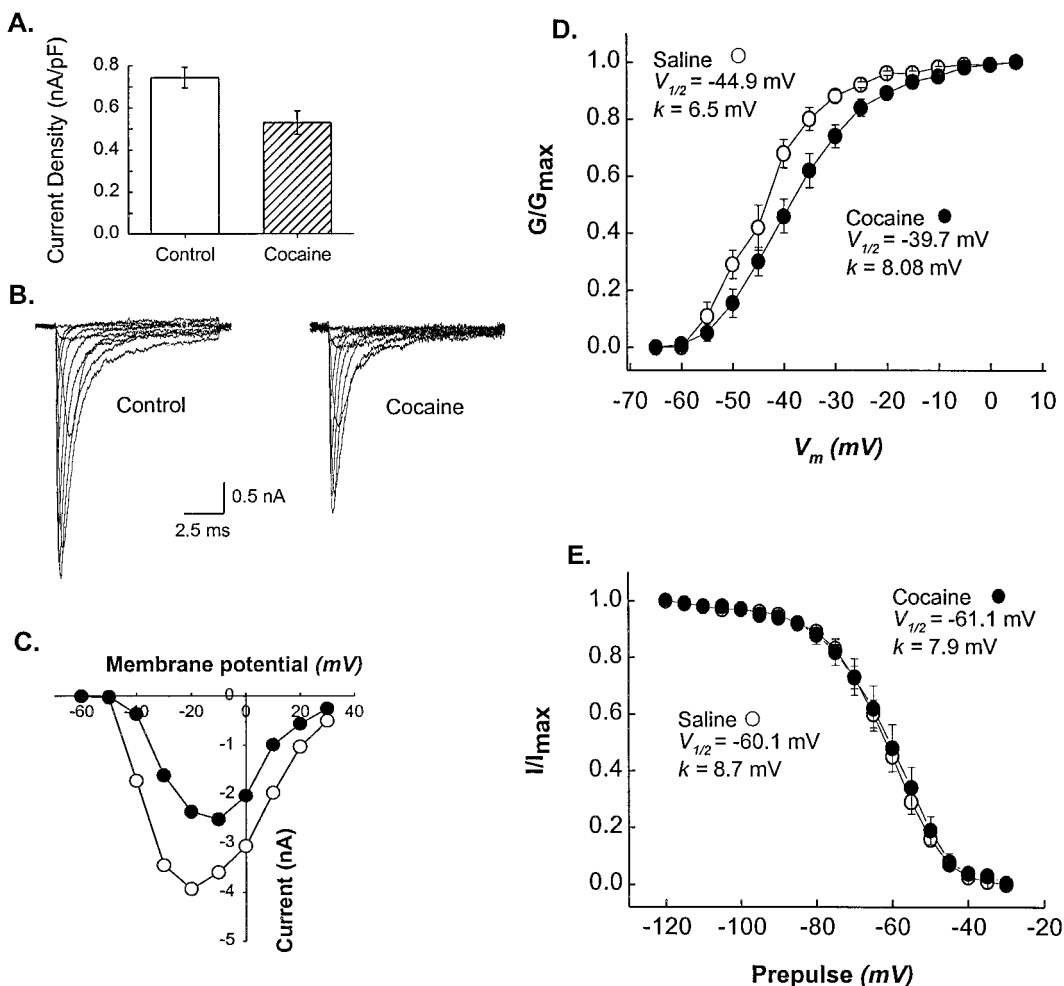 A.
Current Density (nA/pF)
0.8
0.6
0.4
0.2
0.0
Control
Cocaine
B.
Control
Cocaine
0.5 nA
2.5 ms
C.
Membrane potential (mV)
-60
-40
-20
0
20
40
-1
-2
-3
-4
-5
Current (nA)
D.
G/Gmax
1.0
0.8
0.6
0.4
0.2
0.0
Saline
V1/2 = -44.9 mV
k = 6.5 mV
Cocaine
V1/2 = -39.7 mV
k = 8.08 mV
-70 -60 -50 -40 -30 -20 -10 0 10
Vm (mV)
E.
I/Imax
1.0
0.8
0.6
0.4
0.2
0.0
Cocaine
V1/2 = -61.1 mV
k = 7.9 mV
Saline
V1/2 = -60.1 mV
k = 8.7 mV
-120 -100 -80 -60 -40 -20
Prepulse (mV)